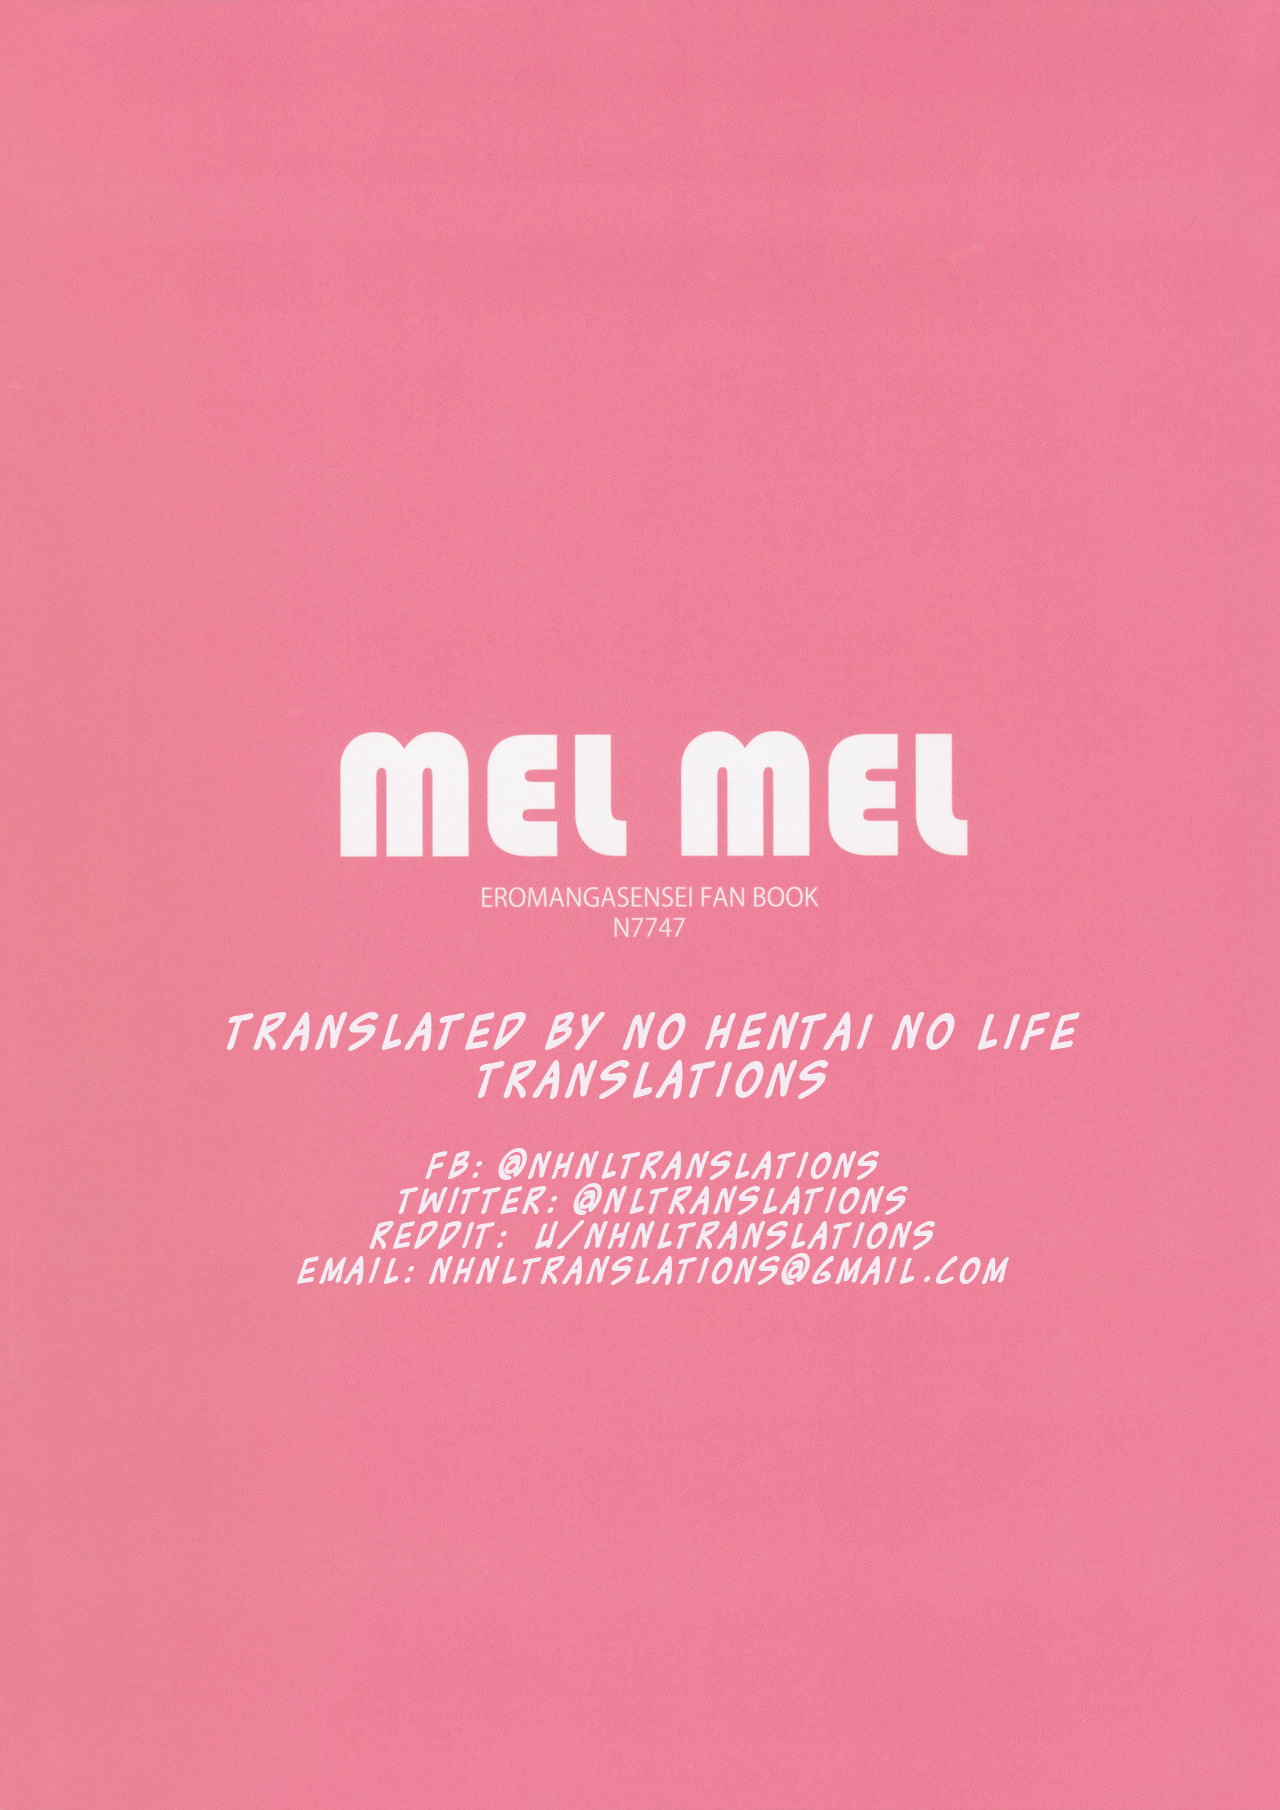 MEL MEL
EROMANGASENSEI FAN BOOK
N7747
TRANSLATED BY NO HENTAI NO LIFE
TRANSLATIONS
FB: @NHNLTRANSLATIONS
TWITTER: @NLTRANSLATIONS
REDDIT: U/NHNLTRANSLATIONS
EMAIL: NHNLTRANSLATIONS@GMAIL.COM